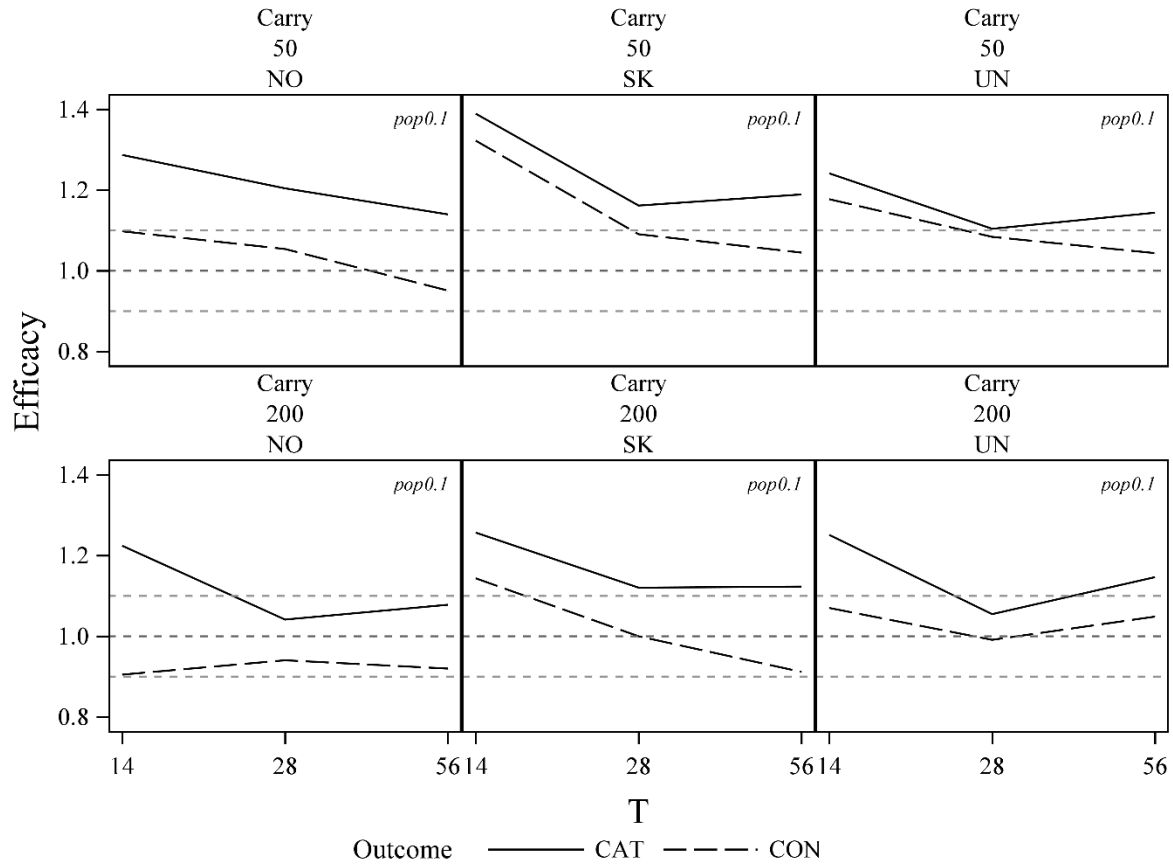 Carry Carry Carry
50 50 50
NO SK UN
1.4
pop0.1 pop0.1 pop0.1
1.2
1.0
0.8
Efficacy
Carry Carry Carry
200 200 200
NO SK UN
1.4
pop0.1 pop0.1 pop0.1
1.2
1.0
0.8
14 28 56 14 28 56 14 28 56
T
Outcome CAT CON